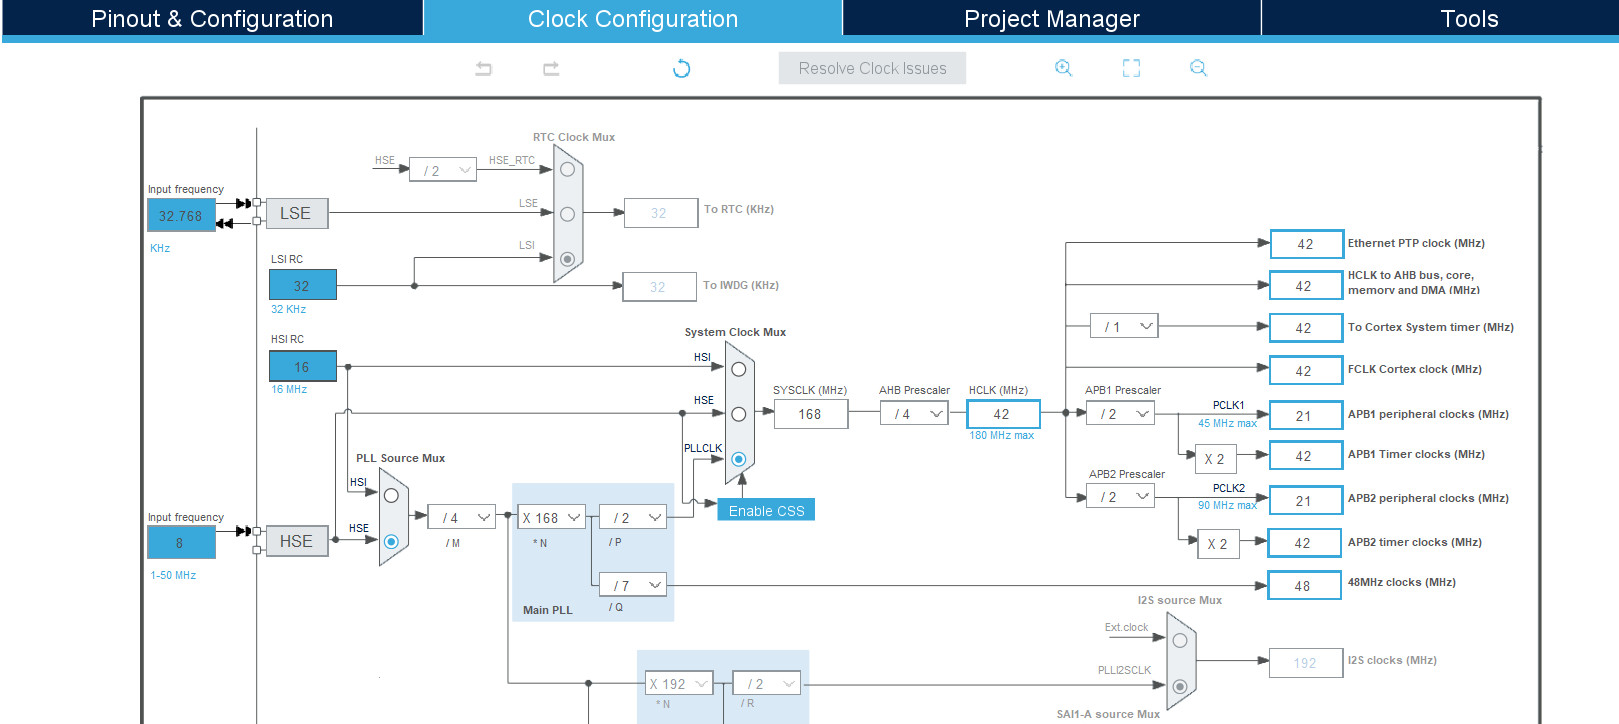 Pinout & Configuration
Clock Configuration
Project Manager
Tools
Resolve Clock Issues
RTC Clock Mux
HSE
/ 2
HSE_RTC
Input frequency
32.768
KHz
LSE
LSE
32
To RTC (KHz)
LSI
LSI RC
32
32 KHz
32
To IWDG (KHz)
42
Ethernet PTP clock (MHz)
42
HCLK to AHB bus, core,
memory and DMA (MHz)
/ 1
42
To Cortex System timer (MHz)
42
FCLK Cortex clock (MHz)
HSI RC
16
16 MHz
System Clock Mux
HSI
HSE
PLLCLK
SYSCLK (MHz)
168
AHB Prescaler
/ 4
HCLK (MHz)
42
180 MHz max
APB1 Prescaler
/ 2
PCLK1
45 MHz max
21
APB1 peripheral clocks (MHz)
X 2
42
APB1 Timer clocks (MHz)
APB2 Prescaler
/ 2
PCLK2
90 MHz max
21
APB2 peripheral clocks (MHz)
X 2
42
APB2 timer clocks (MHz)
Enable CSS
PLL Source Mux
HSI
HSE
Input frequency
8
1-50 MHz
HSE
/ 4
/ M
X 168
* N
/ 2
/ P
/ 7
/ Q
Main PLL
48
48MHz clocks (MHz)
I2S source Mux
Ext.clock
PLLI2SCLK
192
I2S clocks (MHz)
X 192
* N
/ 2
/ R
SAI1-A source Mux